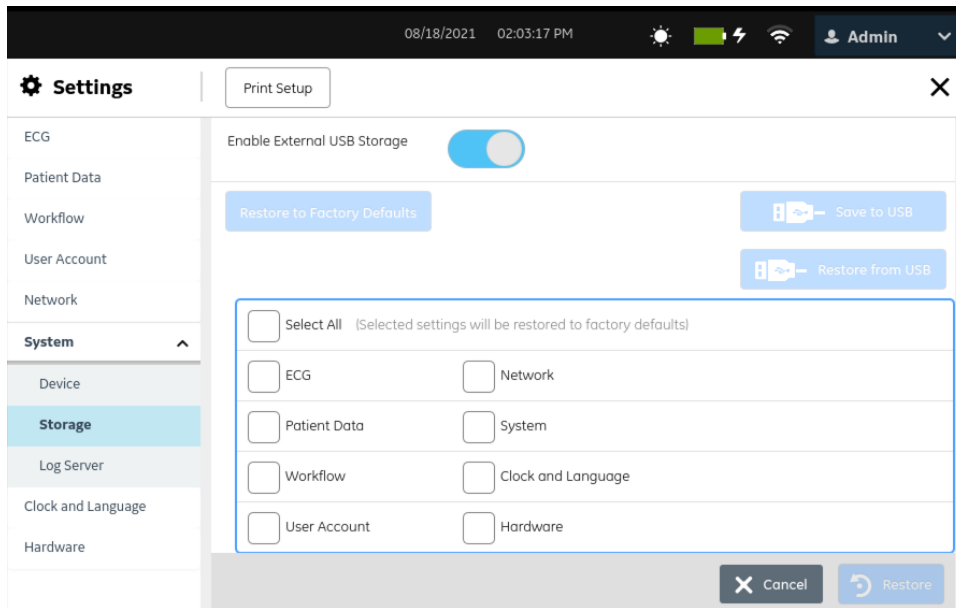 08/18/2021 02:03:17 PM Admin
Settings
Print Setup
ECG
Patient Data
Workflow
User Account
Network
System
Device
Storage
Log Server
Clock and Language
Hardware
Enable External USB Storage
Restore to Factory Defaults
Save to USB
Restore from USB
Select All (Selected settings will be restored to factory defaults)
ECG Network
Patient Data System
Workflow Clock and Language
User Account Hardware
Cancel Restore